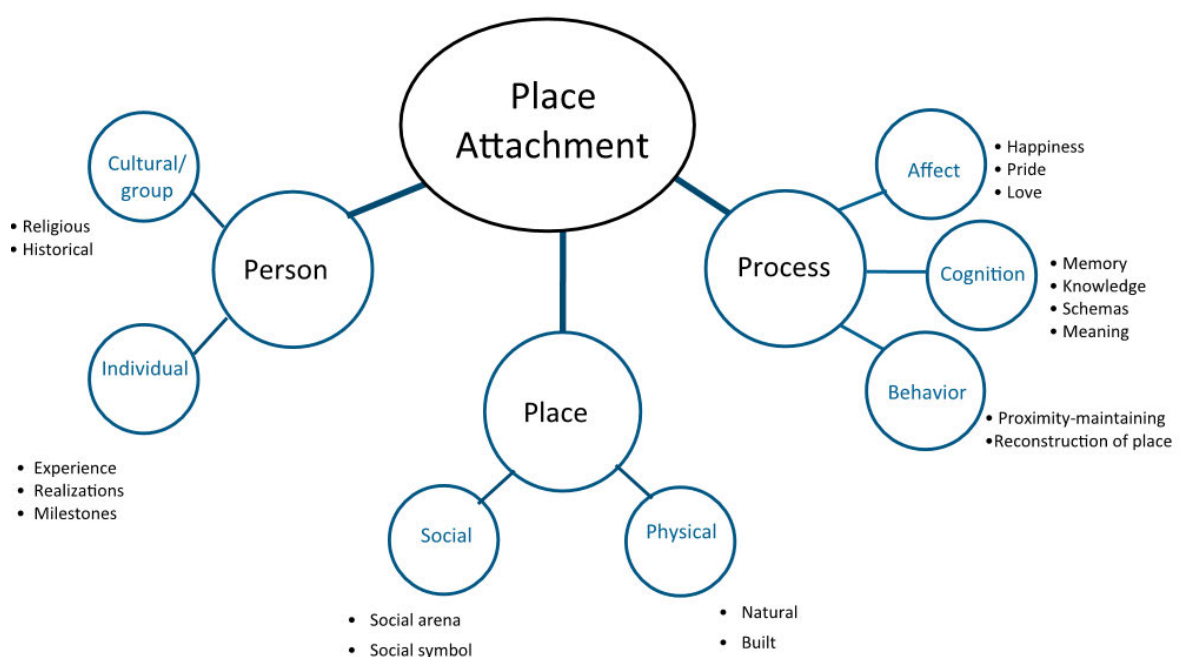 Place
Attachment
Cultural/
group
• Religious
• Historical
Person
Individual
• Experience
• Realizations
• Milestones
Place
Social
• Social arena
• Social symbol
Physical
• Natural
• Built
Process
Affect
• Happiness
• Pride
• Love
Cognition
• Memory
• Knowledge
• Schemas
• Meaning
Behavior
• Proximity-maintaining
•Reconstruction of place